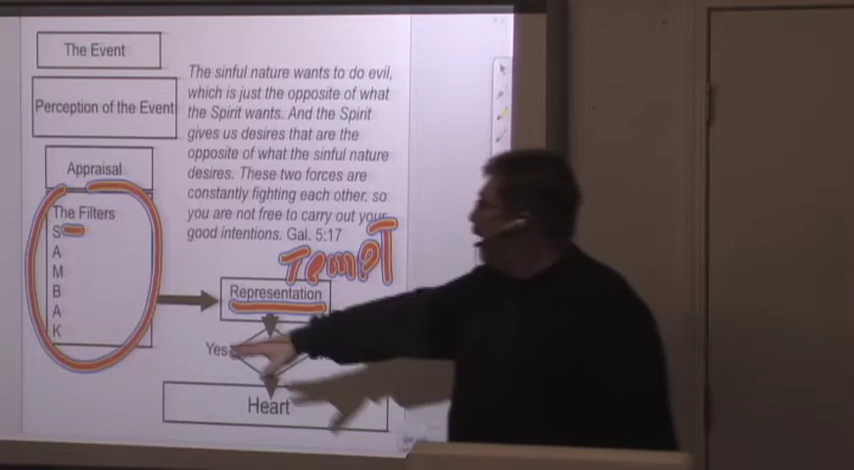 The Event
Perception of the Event
Appraisal
The Filters
S
A
M
B
A
K
The sinful nature wants to do evil,
which is just the opposite of what
the Spirit wants. And the Spirit
gives us desires that are the
opposite of what the sinful nature
desires. These two forces are
constantly fighting each other, so
you are not free to carry out your
good intentions. Gal. 5:17
TempT
Representation
Yes
Heart